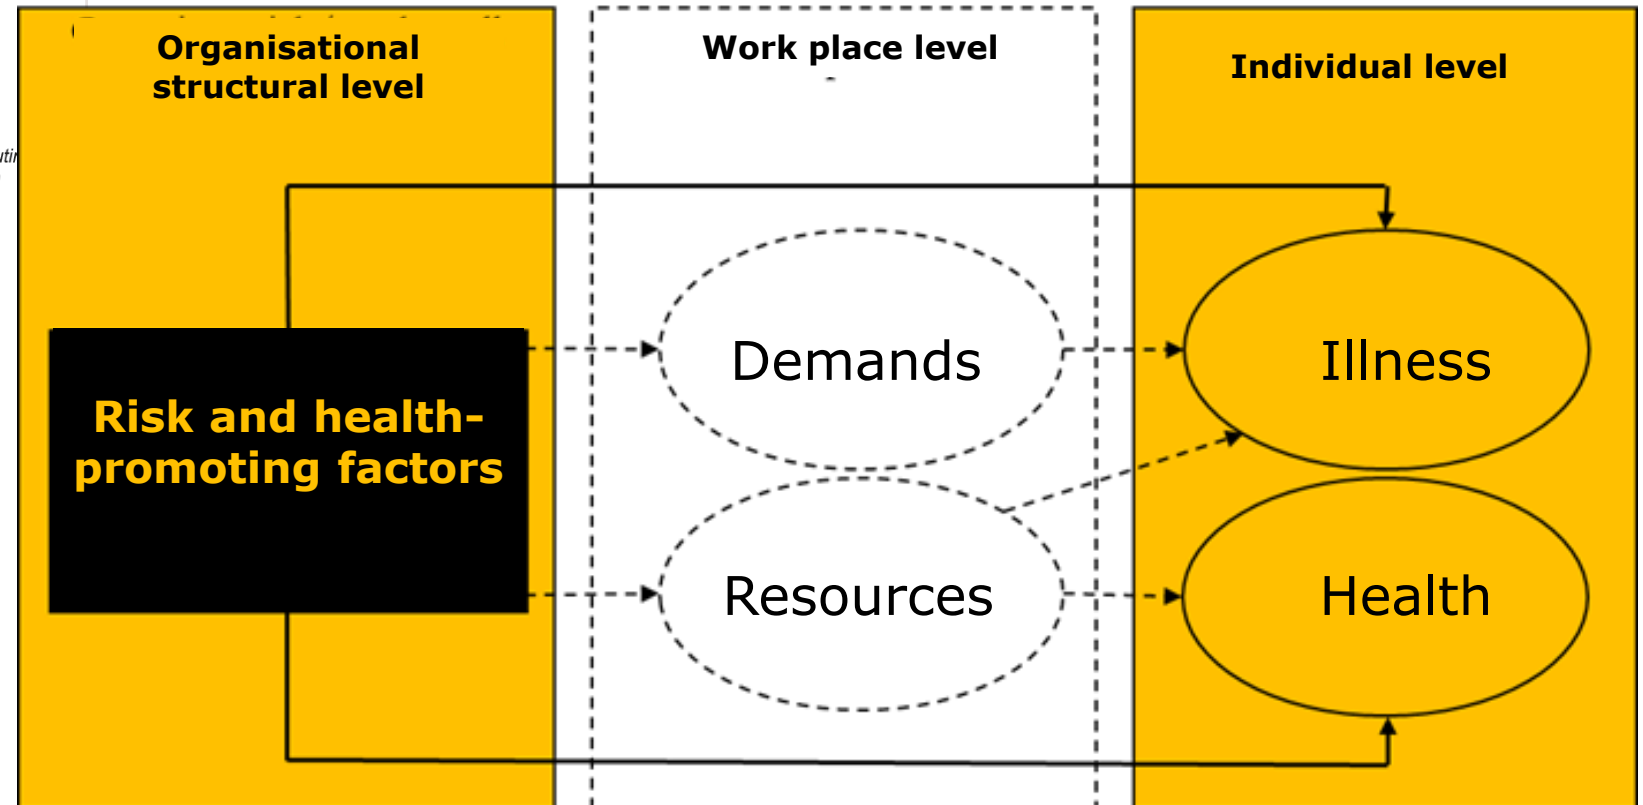 Organisational
structural level
Work place level
Individual level
Risk and health-
promoting factors
Demands
Illness
Resources
Health